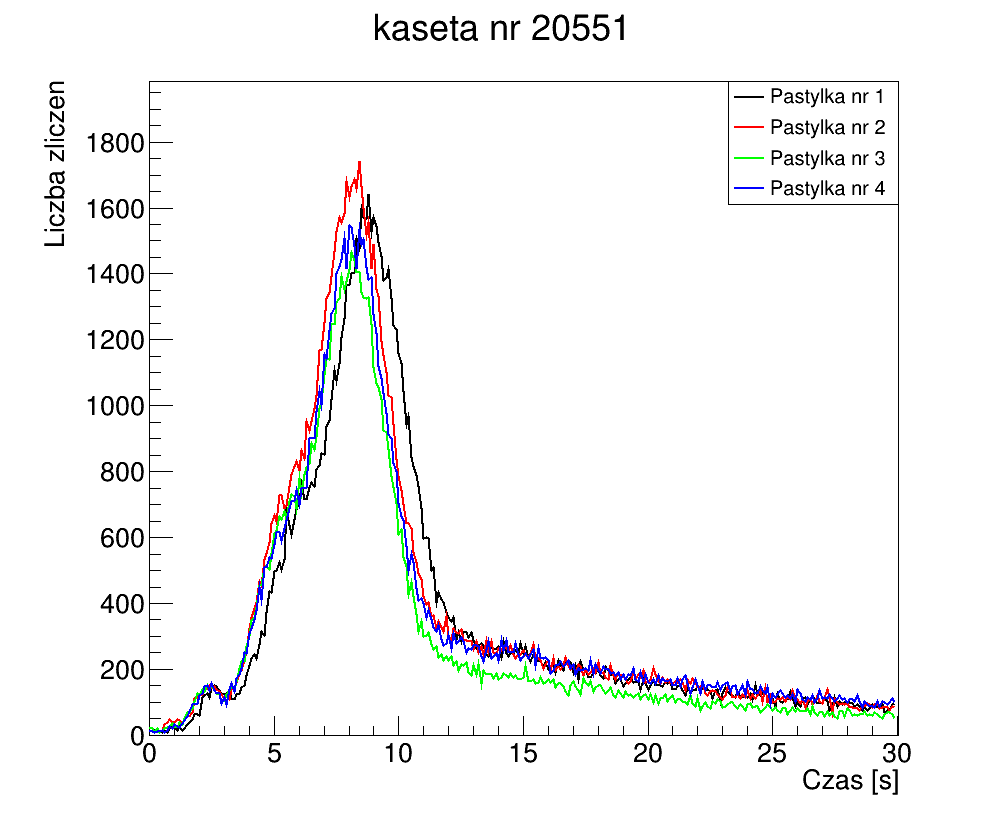 kaseta nr 20551
Liczba zliczen
Pastylka nr 1
Pastylka nr 2
Pastylka nr 3
Pastylka nr 4
1800
1600
1400
1200
1000
800
600
400
200
0
0 5 10 15 20 25 30
Czas [s]